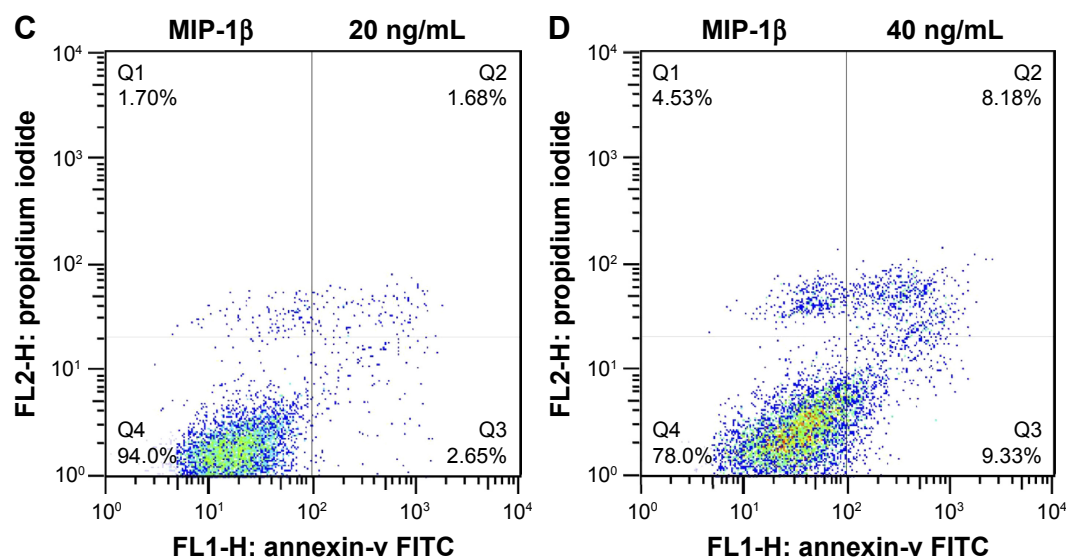 C
MIP-1β 20 ng/mL
FL2-H: propidium iodide
10⁴
10³
10²
10¹
10⁰
Q1
1.70%
Q2
1.68%
Q4
94.0%
Q3
2.65%
10⁰ 10¹ 10² 10³ 10⁴
FL1-H: annexin-v FITC
D
MIP-1β 40 ng/mL
FL2-H: propidium iodide
10⁴
10³
10²
10¹
10⁰
Q1
4.53%
Q2
8.18%
Q4
78.0%
Q3
9.33%
10⁰ 10¹ 10² 10³ 10⁴
FL1-H: annexin-v FITC